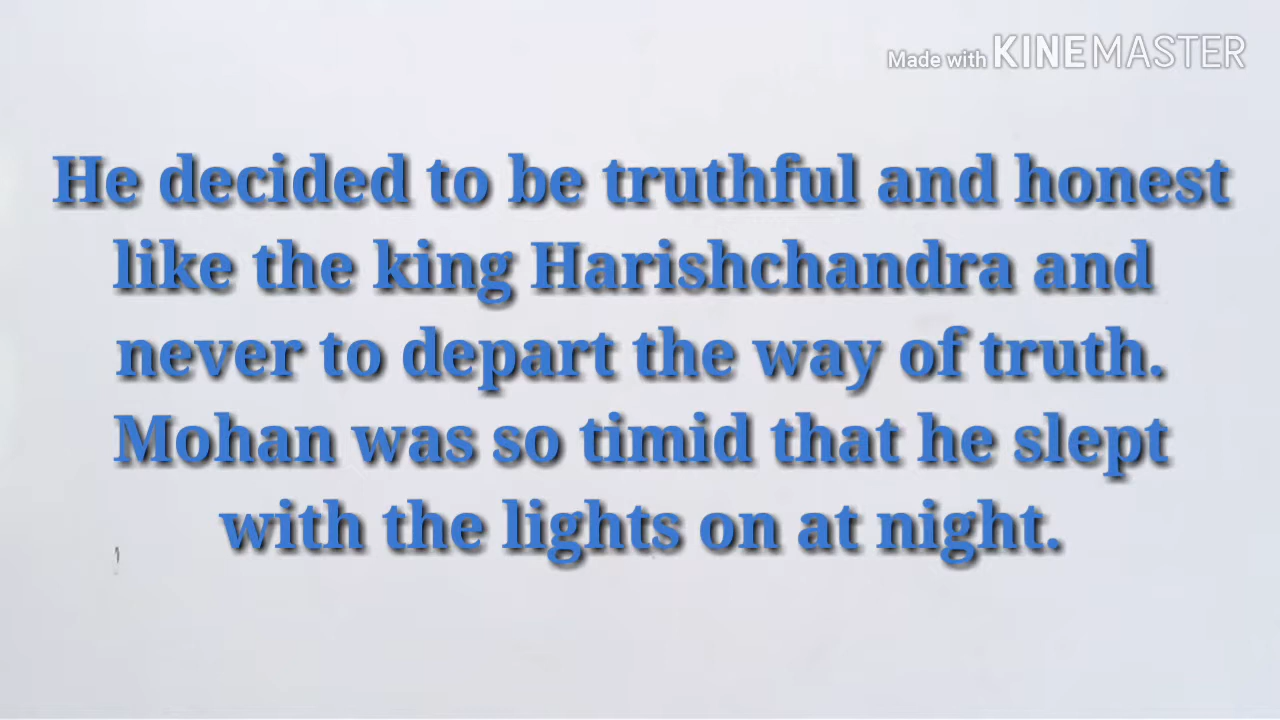 Made with KINEMASTER
He decided to be truthful and honest
like the king Harishchandra and
never to depart the way of truth.
Mohan was so timid that he slept
with the lights on at night.